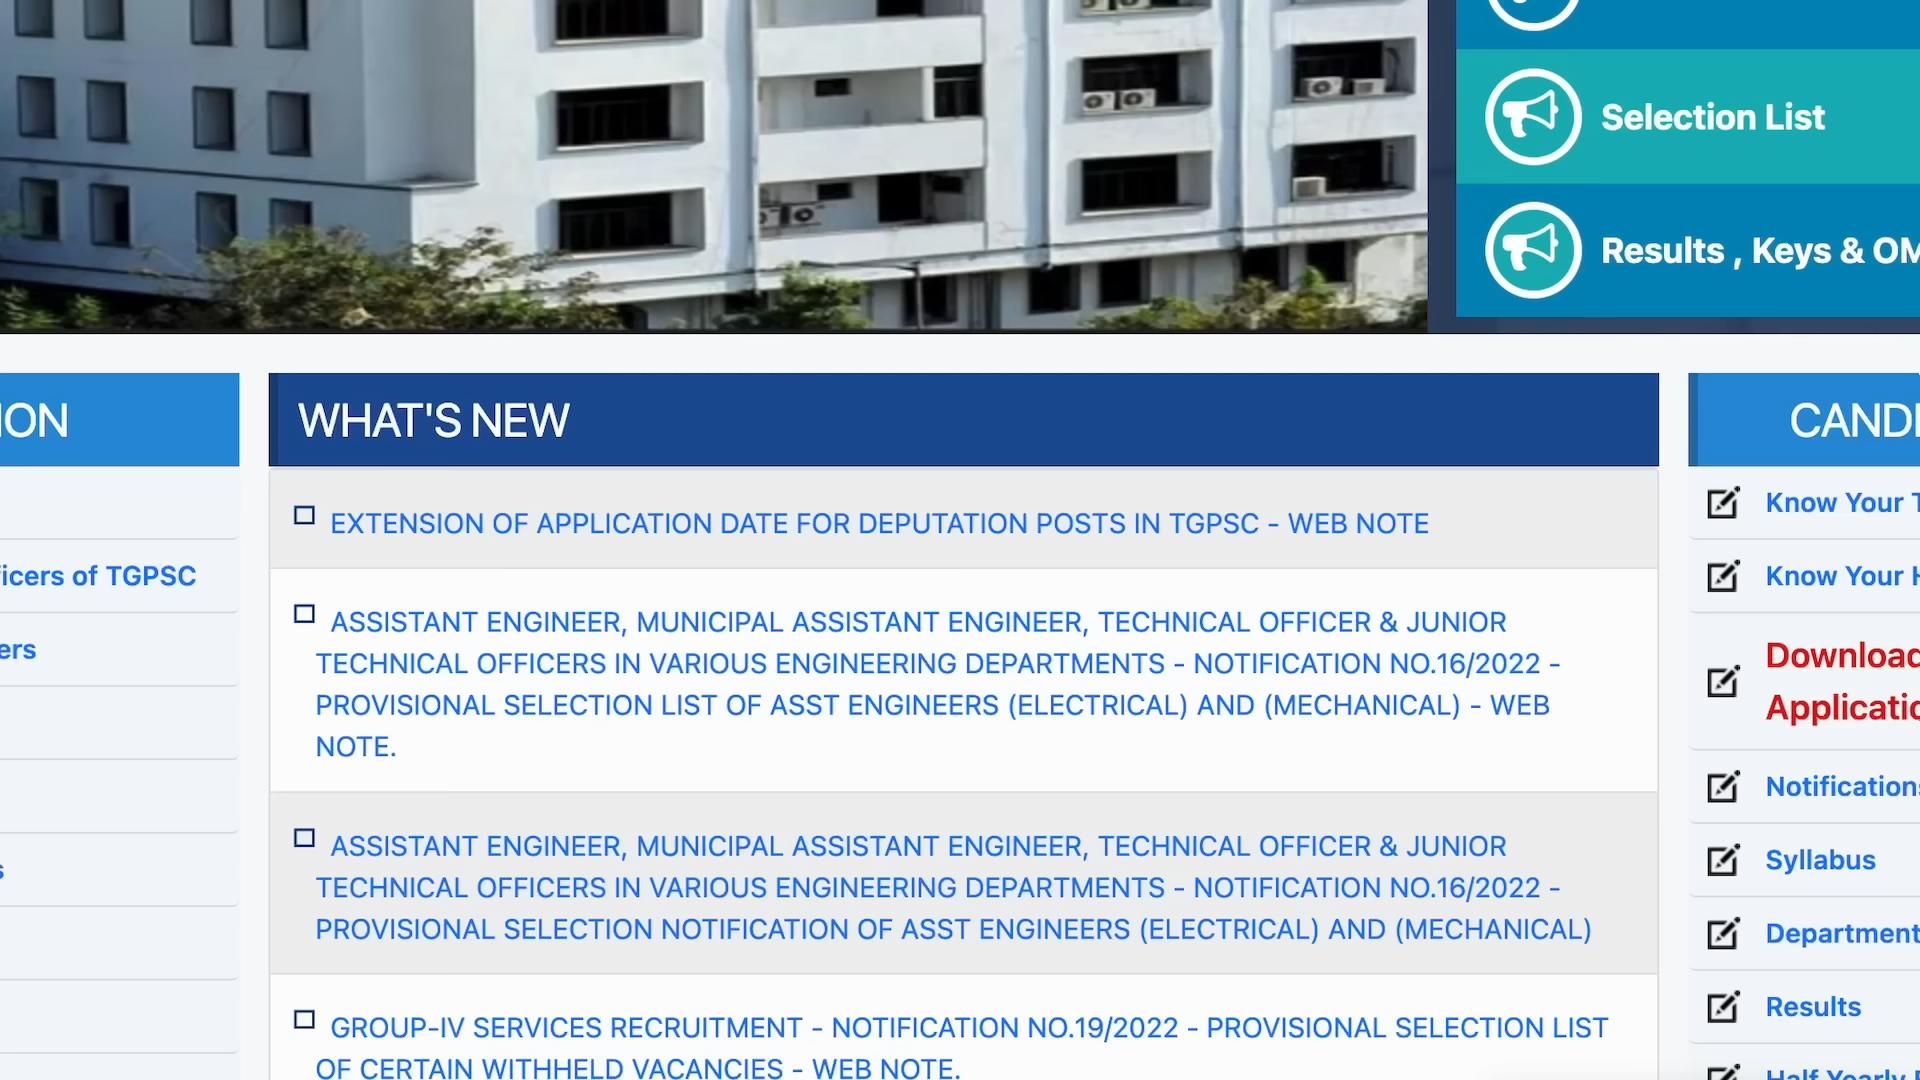 Selection List
Results , Keys & OM
ION
WHAT'S NEW
CANDI
EXTENSION OF APPLICATION DATE FOR DEPUTATION POSTS IN TGPSC - WEB NOTE
Know Your T
ficers of TGPSC
Know Your H
ASSISTANT ENGINEER, MUNICIPAL ASSISTANT ENGINEER, TECHNICAL OFFICER & JUNIOR
TECHNICAL OFFICERS IN VARIOUS ENGINEERING DEPARTMENTS - NOTIFICATION NO.16/2022 -
PROVISIONAL SELECTION LIST OF ASST ENGINEERS (ELECTRICAL) AND (MECHANICAL) - WEB
NOTE.
ers
Download
Applicatio
Notifications
ASSISTANT ENGINEER, MUNICIPAL ASSISTANT ENGINEER, TECHNICAL OFFICER & JUNIOR
TECHNICAL OFFICERS IN VARIOUS ENGINEERING DEPARTMENTS - NOTIFICATION NO.16/2022 -
PROVISIONAL SELECTION NOTIFICATION OF ASST ENGINEERS (ELECTRICAL) AND (MECHANICAL)
s
Syllabus
Department
Results
GROUP-IV SERVICES RECRUITMENT - NOTIFICATION NO.19/2022 - PROVISIONAL SELECTION LIST
OF CERTAIN WITHHELD VACANCIES - WEB NOTE.
Half Yearly